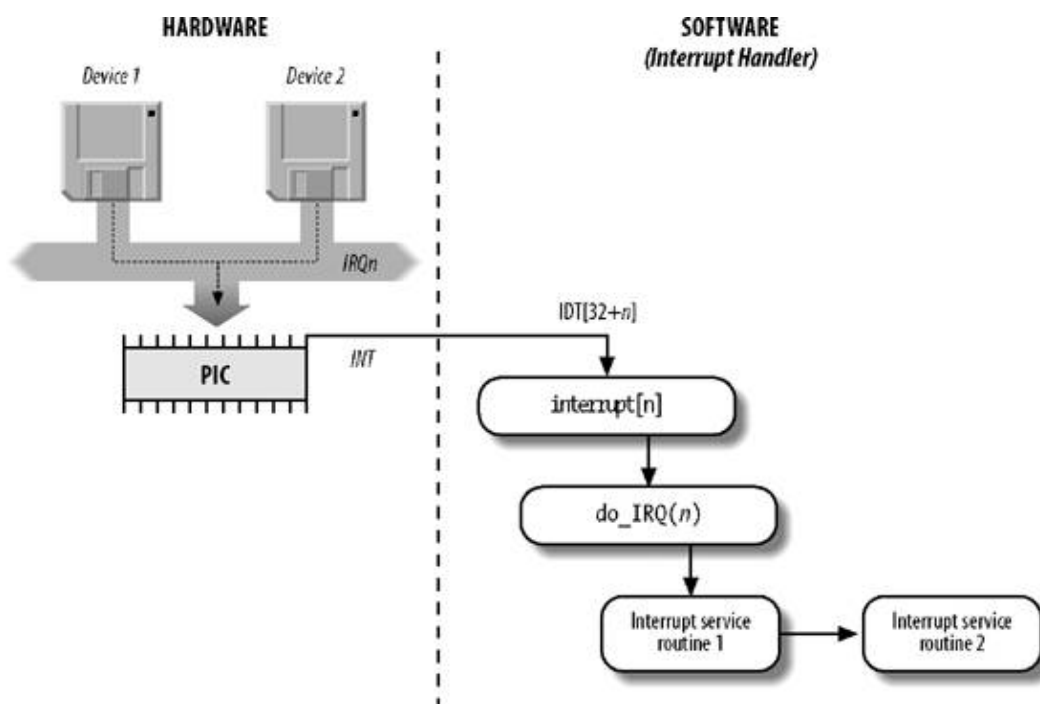 HARDWARE
SOFTWARE
(Interrupt Handler)
Device 1
Device 2
IRQn
IDT[32+n]
INT
PIC
interrupt[n]
do_IRQ(n)
Interrupt service
routine 1
Interrupt service
routine 2